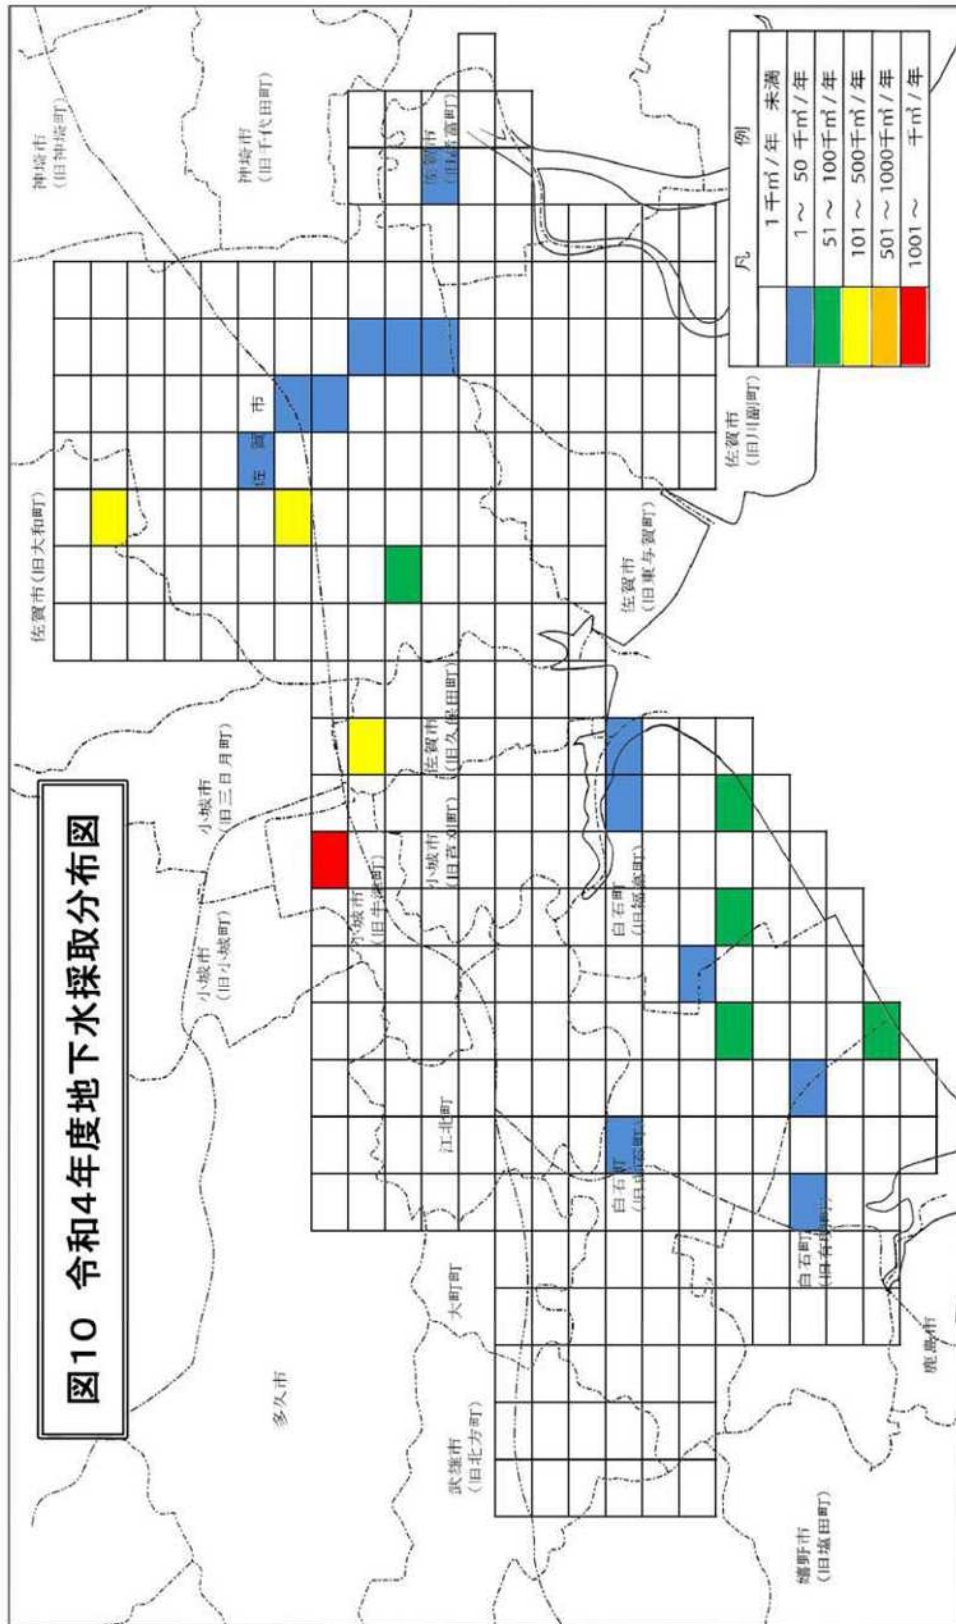 図10 令和4年度地下水採取分布図
神埼市
(旧神埼町)
神埼市
(旧千代田町)
佐賀市(旧大和町)
佐賀市
佐賀市
(旧諸富町)
小城市
(旧三日月町)
小城市
(旧小城町)
小城市
(旧牛津町)
小城市
(旧芦刈町)
佐賀市
(旧久保田町)
佐賀市
(旧東与賀町)
佐賀市
(旧川副町)
多久市
江北町
大町町
武雄市
(旧北方町)
白石町
(旧福富町)
白石町
(旧白石町)
白石町
(旧有明町)
鹿島市
嬉野市
(旧塩田町)
凡 例
1千㎥/年 未満
1～ 50 千㎥/年
51～ 100千㎥/年
101～ 500千㎥/年
501～1000千㎥/年
1001～ 千㎥/年